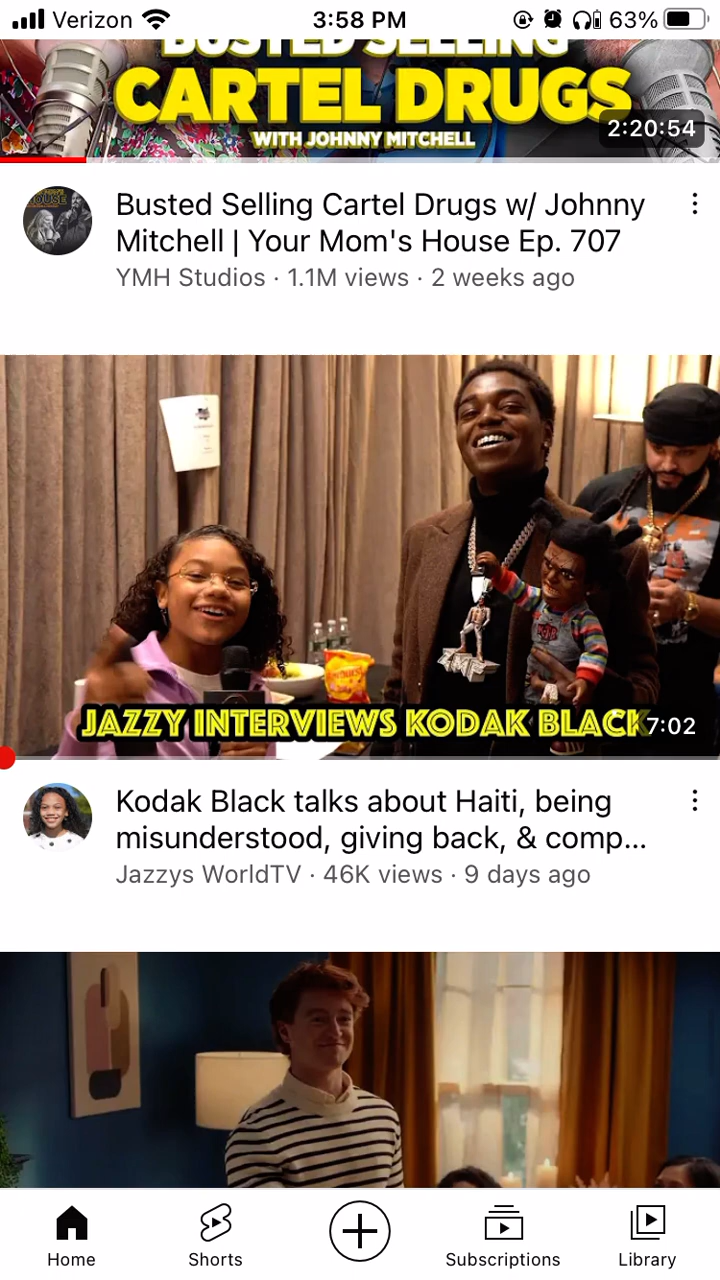 Verizon 3:58 PM 63%
BUSTED SELLING
CARTEL DRUGS
WITH JOHNNY MITCHELL
2:20:54
Busted Selling Cartel Drugs w/ Johnny
Mitchell | Your Mom's House Ep. 707
YMH Studios · 1.1M views · 2 weeks ago
JAZZY INTERVIEWS KODAK BLACK
7:02
Kodak Black talks about Haiti, being
misunderstood, giving back, & comp...
Jazzys WorldTV · 46K views · 9 days ago
Home
Shorts
Subscriptions
Library